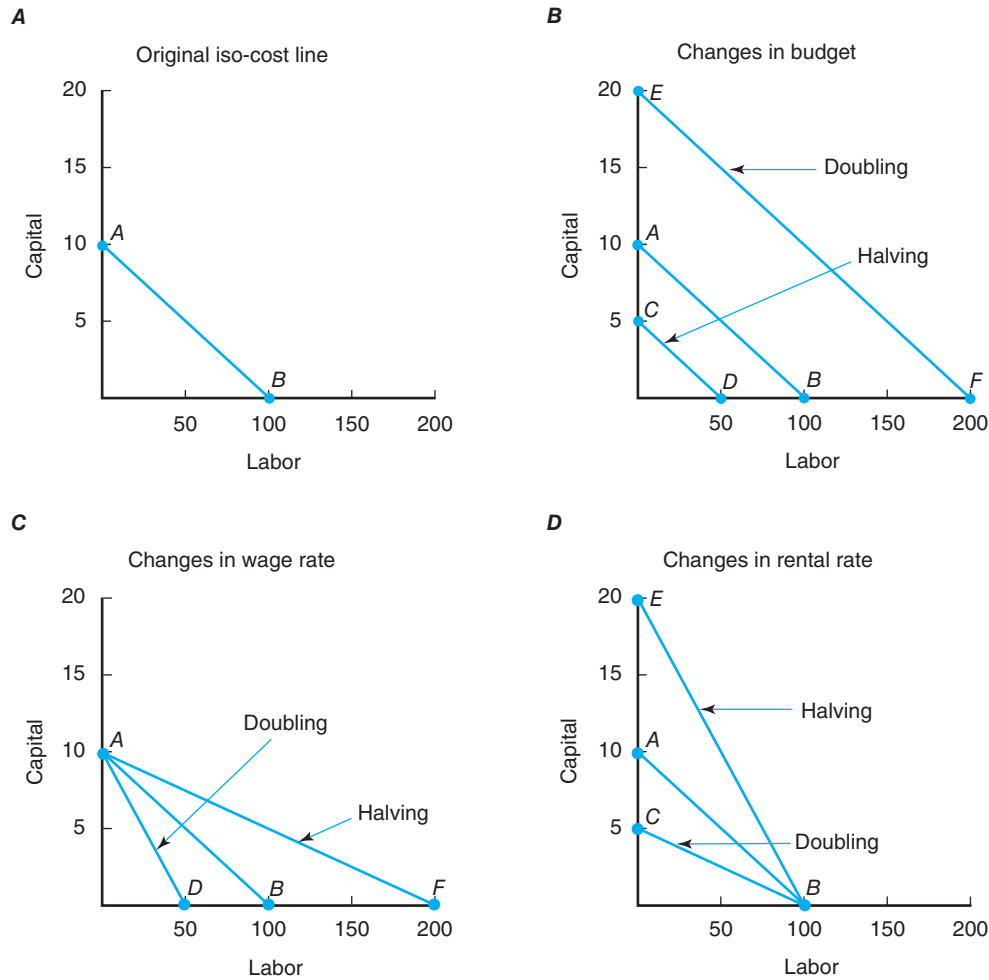 A
Original iso-cost line
20
15
10
5
Capital
A
B
50 100 150 200
Labor
B
Changes in budget
20
15
10
5
Capital
E
Doubling
A
Halving
C
D
B
F
50 100 150 200
Labor
C
Changes in wage rate
20
15
10
5
Capital
Doubling
A
Halving
D
B
F
50 100 150 200
Labor
D
Changes in rental rate
20
15
10
5
Capital
E
Halving
A
C
Doubling
B
50 100 150 200
Labor